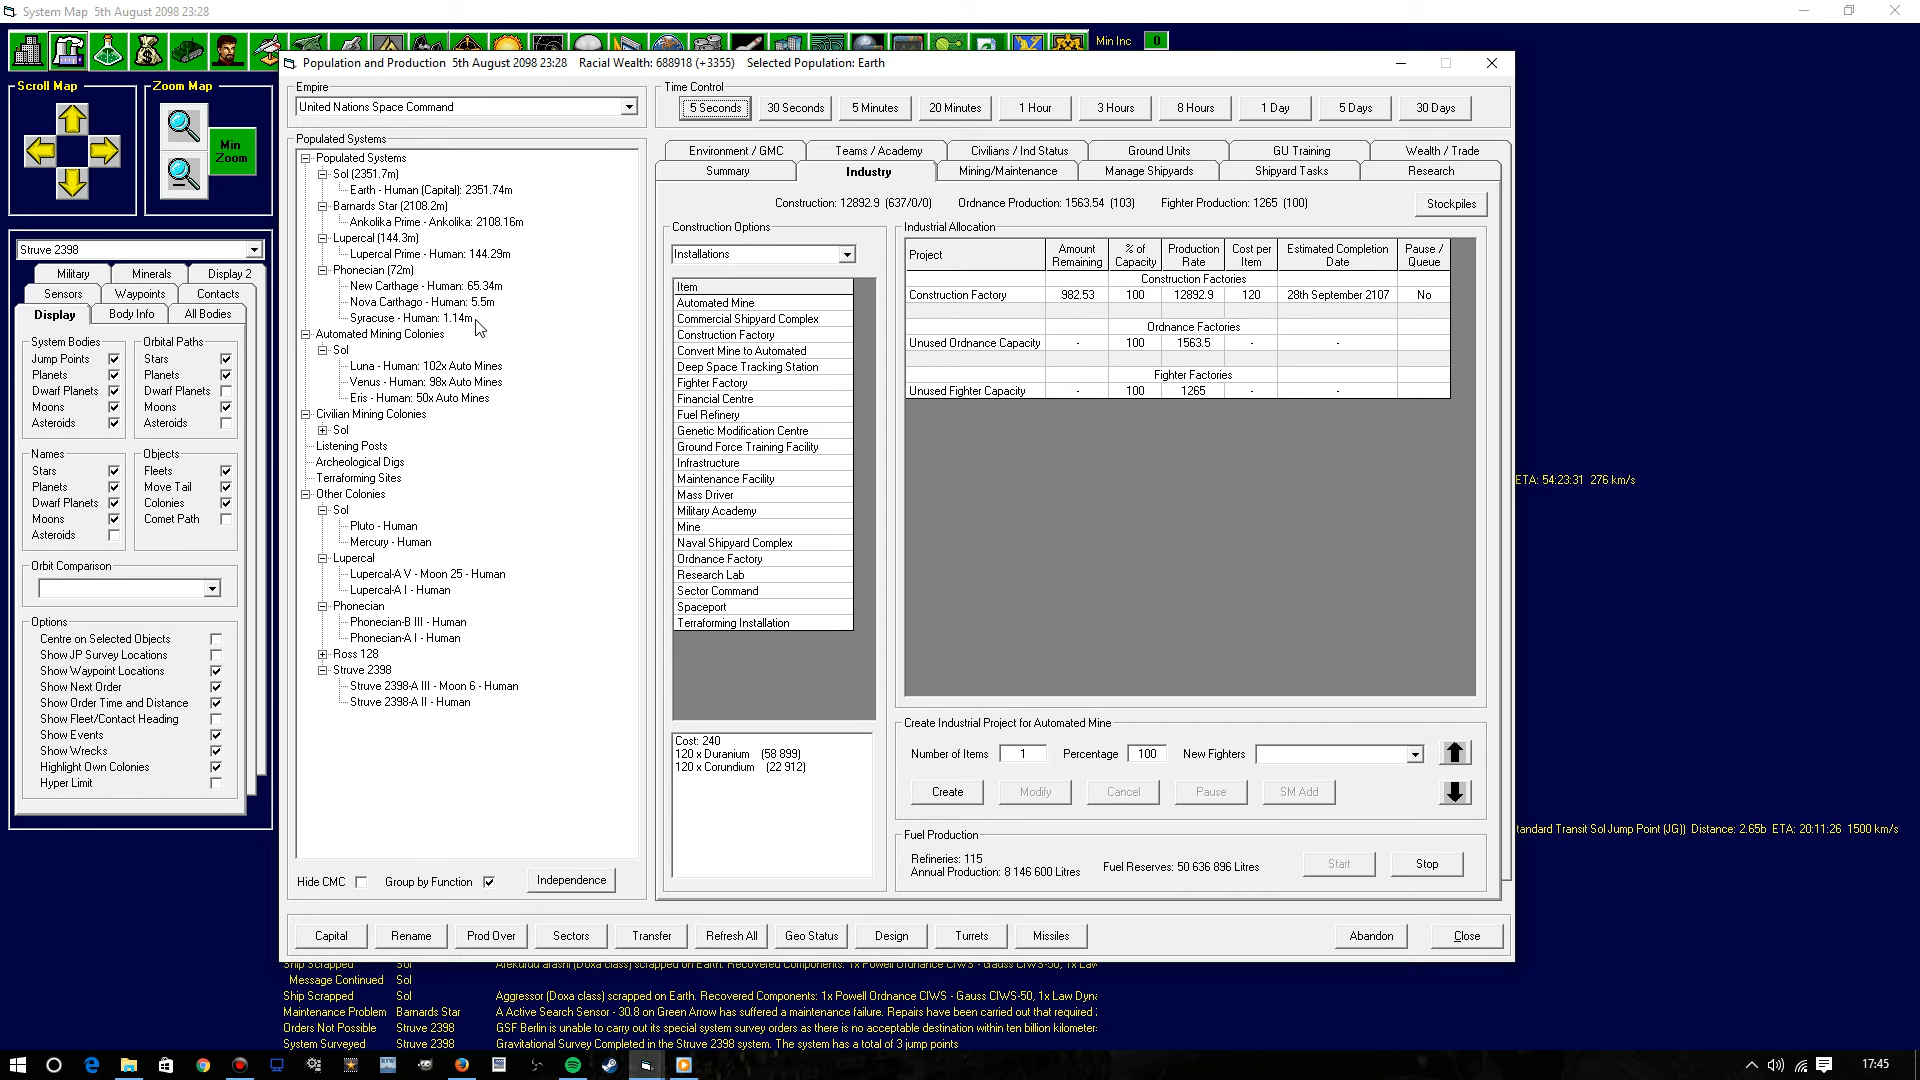 System Map  5th August 2098 23:28
Min Inc  0
Scroll Map
Zoom Map
Min Zoom
Struve 2398
Military  Minerals  Display 2
Sensors  Waypoints  Contacts
Display  Body Info  All Bodies
System Bodies  Orbital Paths
Jump Points  Stars
Planets  Planets
Dwarf Planets  Dwarf Planets
Moons  Moons
Asteroids  Asteroids
Names  Objects
Stars  Fleets
Planets  Move Tail
Dwarf Planets  Colonies
Moons  Comet Path
Asteroids
Orbit Comparison
Options
Centre on Selected Objects
Show JP Survey Locations
Show Waypoint Locations
Show Next Order
Show Order Time and Distance
Show Fleet/Contact Heading
Show Events
Show Wrecks
Highlight Own Colonies
Hyper Limit
Population and Production  5th August 2098 23:28  Racial Wealth: 688918 (+3355)  Selected Population: Earth
Empire
United Nations Space Command
Time Control
5 Seconds  30 Seconds  5 Minutes  20 Minutes  1 Hour  3 Hours  8 Hours  1 Day  5 Days  30 Days
Populated Systems
Populated Systems
Sol (2351.7m)
Earth - Human (Capital): 2351.74m
Barnards Star (2108.2m)
Ankolika Prime - Ankolika: 2108.16m
Lupercal (144.3m)
Lupercal Prime - Human: 144.29m
Phonecian (72m)
New Carthage - Human: 65.34m
Nova Carthago - Human: 5.5m
Syracuse - Human: 1.14m
Automated Mining Colonies
Sol
Luna - Human: 102x Auto Mines
Venus - Human: 98x Auto Mines
Eris - Human: 50x Auto Mines
Civilian Mining Colonies
Sol
Listening Posts
Archeological Digs
Terraforming Sites
Other Colonies
Sol
Pluto - Human
Mercury - Human
Lupercal
Lupercal-A V - Moon 25 - Human
Lupercal-A I - Human
Phonecian
Phonecian-B III - Human
Phonecian-A I - Human
Ross 128
Struve 2398
Struve 2398-A III - Moon 6 - Human
Struve 2398-A II - Human
Hide CMC  Group by Function  Independence
Environment / GMC  Teams / Academy  Civilians / Ind Status  Ground Units  GU Training  Wealth / Trade
Summary  Industry  Mining/Maintenance  Manage Shipyards  Shipyard Tasks  Research
Construction: 12892.9 (637/0/0)  Ordnance Production: 1563.54 (103)  Fighter Production: 1265 (100)  Stockpiles
Construction Options
Installations
Item
Automated Mine
Commercial Shipyard Complex
Construction Factory
Convert Mine to Automated
Deep Space Tracking Station
Fighter Factory
Financial Centre
Fuel Refinery
Genetic Modification Centre
Ground Force Training Facility
Infrastructure
Maintenance Facility
Mass Driver
Military Academy
Mine
Naval Shipyard Complex
Ordnance Factory
Research Lab
Sector Command
Spaceport
Terraforming Installation
Cost: 240
120 x Duranium  (58 899)
120 x Corundium  (22 912)
Industrial Allocation
Project  Amount Remaining  % of Capacity  Production Rate  Cost per Item  Estimated Completion Date  Pause / Queue
Construction Factories
Construction Factory  982.53  100  12892.9  120  28th September 2107  No
Ordnance Factories
Unused Ordnance Capacity  -  100  1563.5  -  -
Fighter Factories
Unused Fighter Capacity  -  100  1265  -  -
Create Industrial Project for Automated Mine
Number of Items  1  Percentage  100  New Fighters
Create  Modify  Cancel  Pause  SM Add
Fuel Production
Refineries: 115
Annual Production: 8 146 600 Litres  Fuel Reserves: 50 636 896 Litres  Start  Stop
Capital  Rename  Prod Over  Sectors  Transfer  Refresh All  Geo Status  Design  Turrets  Missiles  Abandon  Close
ETA: 54:23:31  276 km/s
tandard Transit Sol Jump Point (JG))  Distance: 2.65b  ETA: 20:11:26  1500 km/s
Ship Scrapped  Sol  (Doxa class) scrapped on Earth. Recovered Components: 1x Powell Ordnance CIWS - Gauss CIWS-50, 1x Law
Message Continued  Sol
Ship Scrapped  Sol  Aggressor (Doxa class) scrapped on Earth. Recovered Components: 1x Powell Ordnance CIWS - Gauss CIWS-50, 1x Law Dyna
Maintenance Problem  Barnards Star  A Active Search Sensor - 30.8 on Green Arrow has suffered a maintenance failure. Repairs have been carried out that required
Orders Not Possible  Struve 2398  GSF Berlin is unable to carry out its special system survey orders as there is no acceptable destination within ten billion kilometer
System Surveyed  Struve 2398  Gravitational Survey Completed in the Struve 2398 system. The system has a total of 3 jump points
17:45